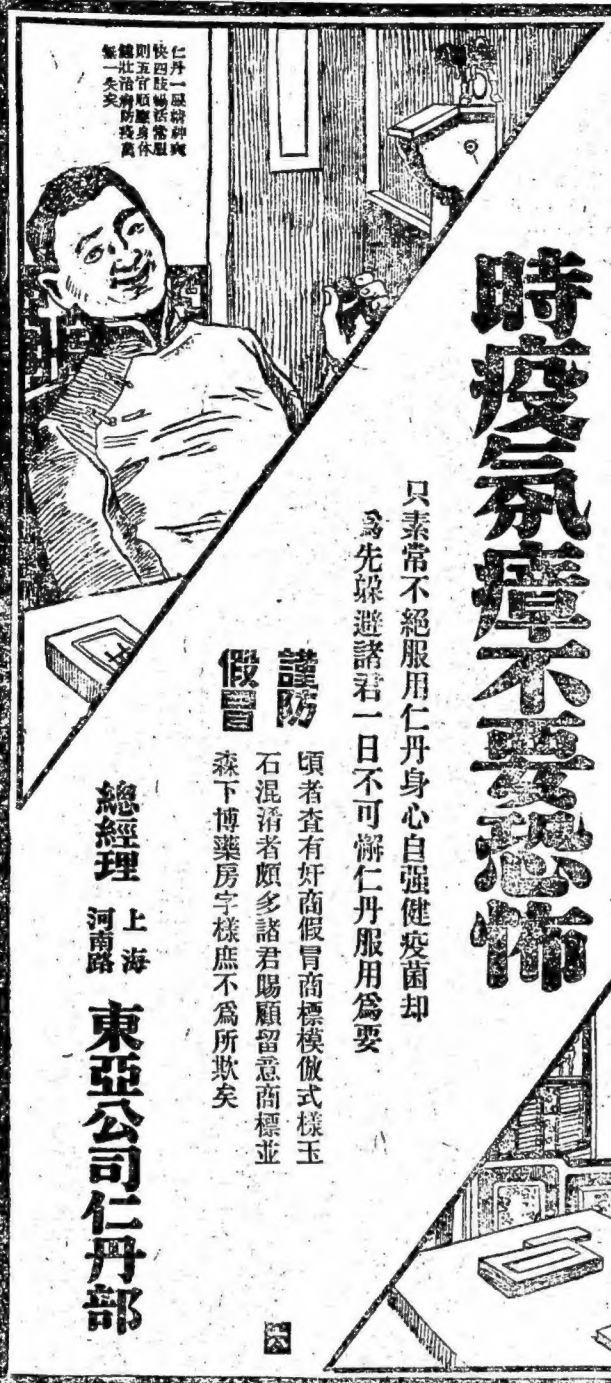 時疫氛瘴不要恐怖
只素常不絕服用仁丹身心自强健疫菌却
爲先躱避諸君一日不可懈仁丹服用爲要
謹防
假冒
頃者査有奸商假冒商標模倣式樣玉
石混淆者頗多諸君賜顧留意商標並
森下博藥房字樣庶不爲所欺矣
總經理
上海
河南路
東亞公司仁丹部
仁丹一服精神爽
快四肢暢活常服
則五官順應身体
健壯治病防疫萬
無一失矣